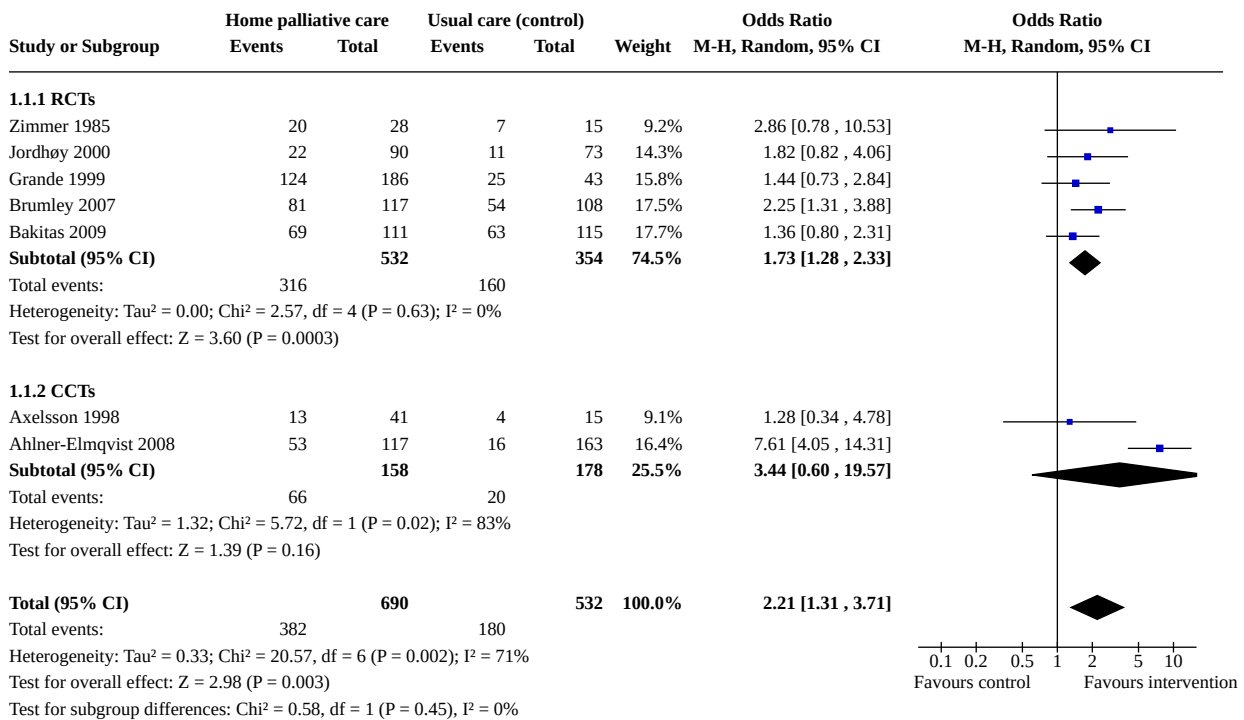 Home palliative care Usual care (control) Odds Ratio Odds Ratio
Study or Subgroup Events Total Events Total Weight M-H, Random, 95% CI M-H, Random, 95% CI
1.1.1 RCTs
Zimmer 1985 20 28 7 15 9.2% 2.86 [0.78 , 10.53]
Jordhøy 2000 22 90 11 73 14.3% 1.82 [0.82 , 4.06]
Grande 1999 124 186 25 43 15.8% 1.44 [0.73 , 2.84]
Brumley 2007 81 117 54 108 17.5% 2.25 [1.31 , 3.88]
Bakitas 2009 69 111 63 115 17.7% 1.36 [0.80 , 2.31]
Subtotal (95% CI) 532 354 74.5% 1.73 [1.28 , 2.33]
Total events: 316 160
Heterogeneity: Tau² = 0.00; Chi² = 2.57, df = 4 (P = 0.63); I² = 0%
Test for overall effect: Z = 3.60 (P = 0.0003)
1.1.2 CCTs
Axelsson 1998 13 41 4 15 9.1% 1.28 [0.34 , 4.78]
Ahlner-Elmqvist 2008 53 117 16 163 16.4% 7.61 [4.05 , 14.31]
Subtotal (95% CI) 158 178 25.5% 3.44 [0.60 , 19.57]
Total events: 66 20
Heterogeneity: Tau² = 1.32; Chi² = 5.72, df = 1 (P = 0.02); I² = 83%
Test for overall effect: Z = 1.39 (P = 0.16)
Total (95% CI) 690 532 100.0% 2.21 [1.31 , 3.71]
Total events: 382 180
Heterogeneity: Tau² = 0.33; Chi² = 20.57, df = 6 (P = 0.002); I² = 71%
0.1 0.2 0.5 1 2 5 10
Test for overall effect: Z = 2.98 (P = 0.003)
Favours control Favours intervention
Test for subgroup differences: Chi² = 0.58, df = 1 (P = 0.45), I² = 0%